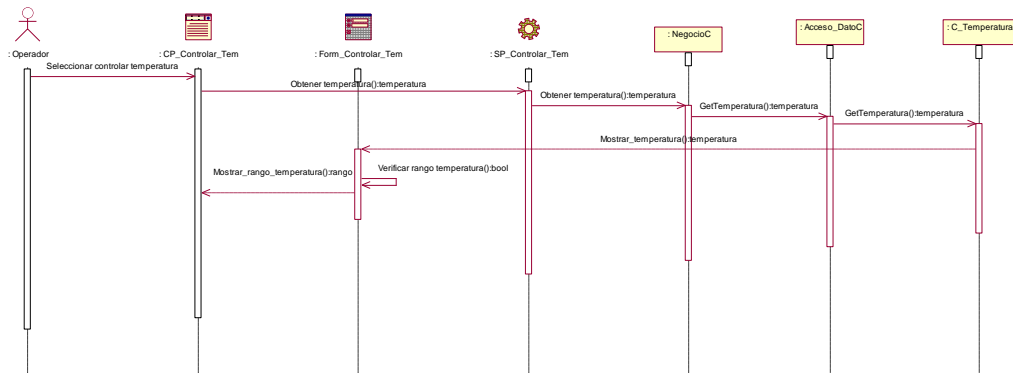 : Operador
: CP_Controlar_Tem
: Form_Controlar_Tem
: SP_Controlar_Tem
: NegocioC
: Acceso_DatoC
: C_Temperatura
Seleccionar controlar temperatura
Obtener temperatura():temperatura
Obtener temperatura():temperatura
GetTemperatura():temperatura
GetTemperatura():temperatura
Mostrar_temperatura():temperatura
Verificar rango temperatura():bool
Mostrar_rango_temperatura():rango